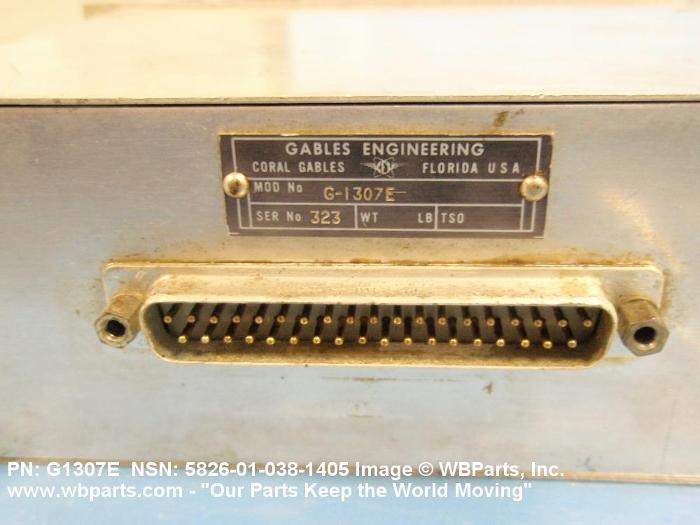 GABLES ENGINEERING
CORAL GABLES FLORIDA U S A
MOD No G-1307E
SER No 323 WT LB TSO
PN: G1307E NSN: 5826-01-038-1405 Image © WBParts, Inc.
www.wbparts.com - "Our Parts Keep the World Moving"